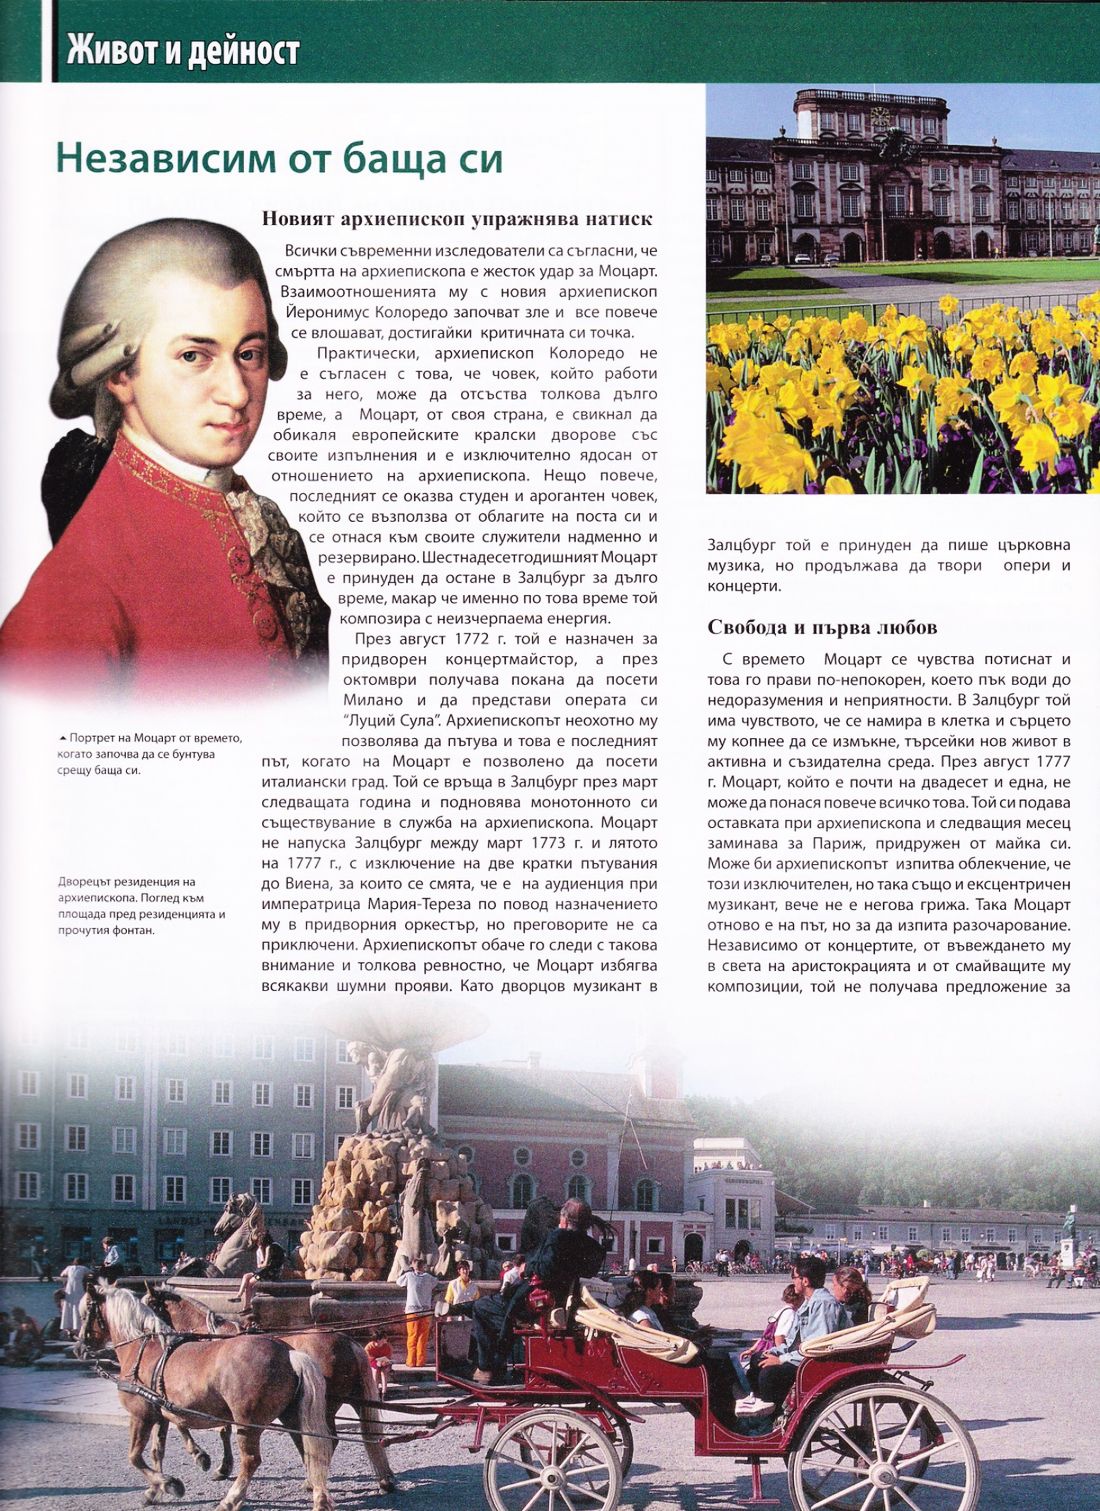 Живот и дейност
Независим от баща си
Новият архиепископ упражнява натиск
Всички съвременни изследователи са съгласни, че
смъртта на архиепископа е жесток удар за Моцарт.
Взаимоотношенията му с новия архиепископ
Йеронимус Колоредо започват зле и все повече
се влошават, достигайки критичната си точка.
Практически, архиепископ Колоредо не
е съгласен с това, че човек, който работи
за него, може да отсъства толкова дълго
време, а Моцарт, от своя страна, е свикнал да
обикаля европейските кралски дворове със
своите изпълнения и е изключително ядосан от
отношението на архиепископа. Нещо повече,
последният се оказва студен и арогантен човек,
който се възползва от облагите на поста си и
се отнася към своите служители надменно и
резервирано. Шестнадесетгодишният Моцарт
е принуден да остане в Залцбург за дълго
време, макар че именно по това време той
композира с неизчерпаема енергия.
През август 1772 г. той е назначен за
придворен концертмайстор, а през
октомври получава покана да посети
Милано и да представи операта си
“Луций Сула”. Архиепископът неохотно му
позволява да пътува и това е последният
път, когато на Моцарт е позволено да посети
италиански град. Той се връща в Залцбург през март
следващата година и подновява монотонното си
съществуване в служба на архиепископа. Моцарт
не напуска Залцбург между март 1773 г. и лятото
на 1777 г., с изключение на две кратки пътувания
до Виена, за които се смята, че е на аудиенция при
императрица Мария-Тереза по повод назначението
му в придворния оркестър, но преговорите не са
приключени. Архиепископът обаче го следи с такова
внимание и толкова ревностно, че Моцарт избягва
всякакви шумни прояви. Като дворцов музикант в
Залцбург той е принуден да пише църковна
музика, но продължава да твори опери и
концерти.
Свобода и първа любов
С времето Моцарт се чувства потиснат и
това го прави по-непокорен, което пък води до
недоразумения и неприятности. В Залцбург той
има чувството, че се намира в клетка и сърцето
му копнее да се измъкне, търсейки нов живот в
активна и съзидателна среда. През август 1777
г. Моцарт, който е почти на двадесет и една, не
може да понася повече всичко това. Той си подава
оставката при архиепископа и следващия месец
заминава за Париж, придружен от майка си.
Може би архиепископът изпитва облекчение, че
този изключителен, но така също и ексцентричен
музикант, вече не е негова грижа. Така Моцарт
отново е на път, но за да изпита разочарование.
Независимо от концертите, от въвеждането му
в света на аристокрацията и от смайващите му
композиции, той не получава предложение за
Портрет на Моцарт от времето,
когато започва да се бунтува
срещу баща си.
Дворецът резиденция на
архиепископа. Поглед към
площада пред резиденцията и
прочутия фонтан.